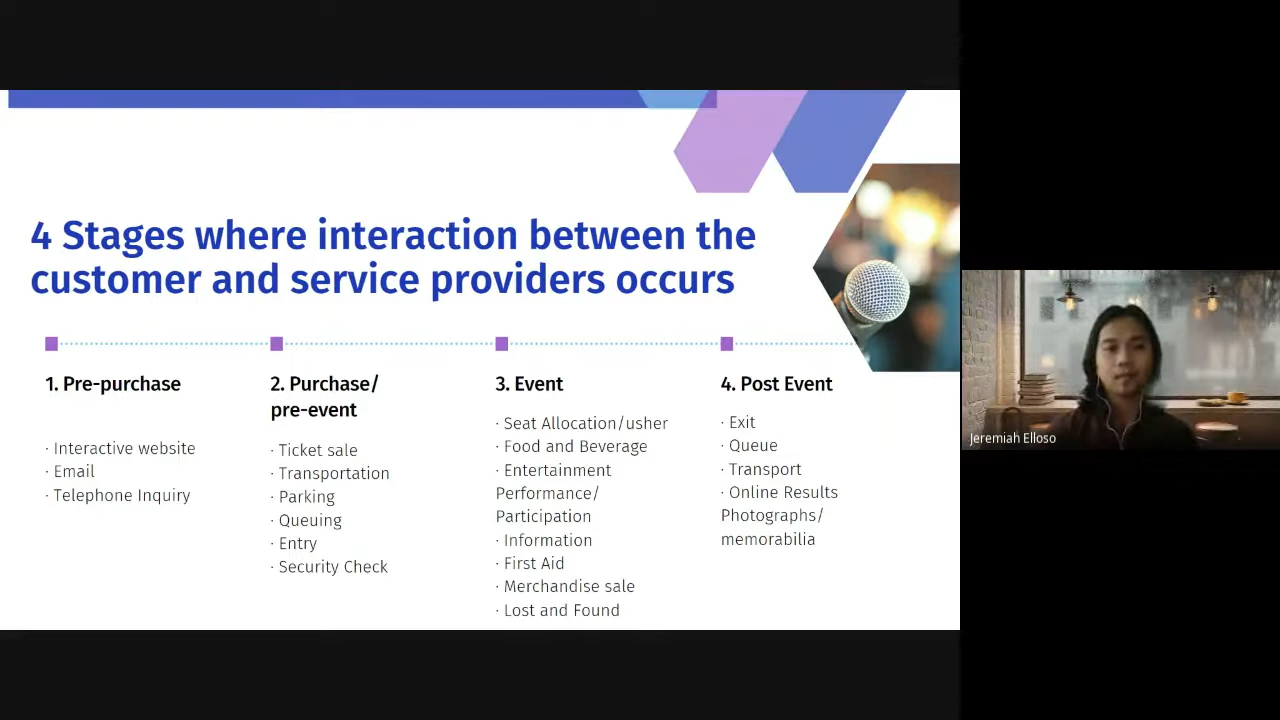 4 Stages where interaction between the
customer and service providers occurs
1. Pre-purchase
· Interactive website
· Email
· Telephone Inquiry
2. Purchase/
pre-event
· Ticket sale
· Transportation
· Parking
· Queuing
· Entry
· Security Check
3. Event
· Seat Allocation/usher
· Food and Beverage
· Entertainment
Performance/
Participation
· Information
· First Aid
· Merchandise sale
· Lost and Found
4. Post Event
· Exit
· Queue
· Transport
· Online Results
Photographs/
memorabilia
Jeremiah Elloso